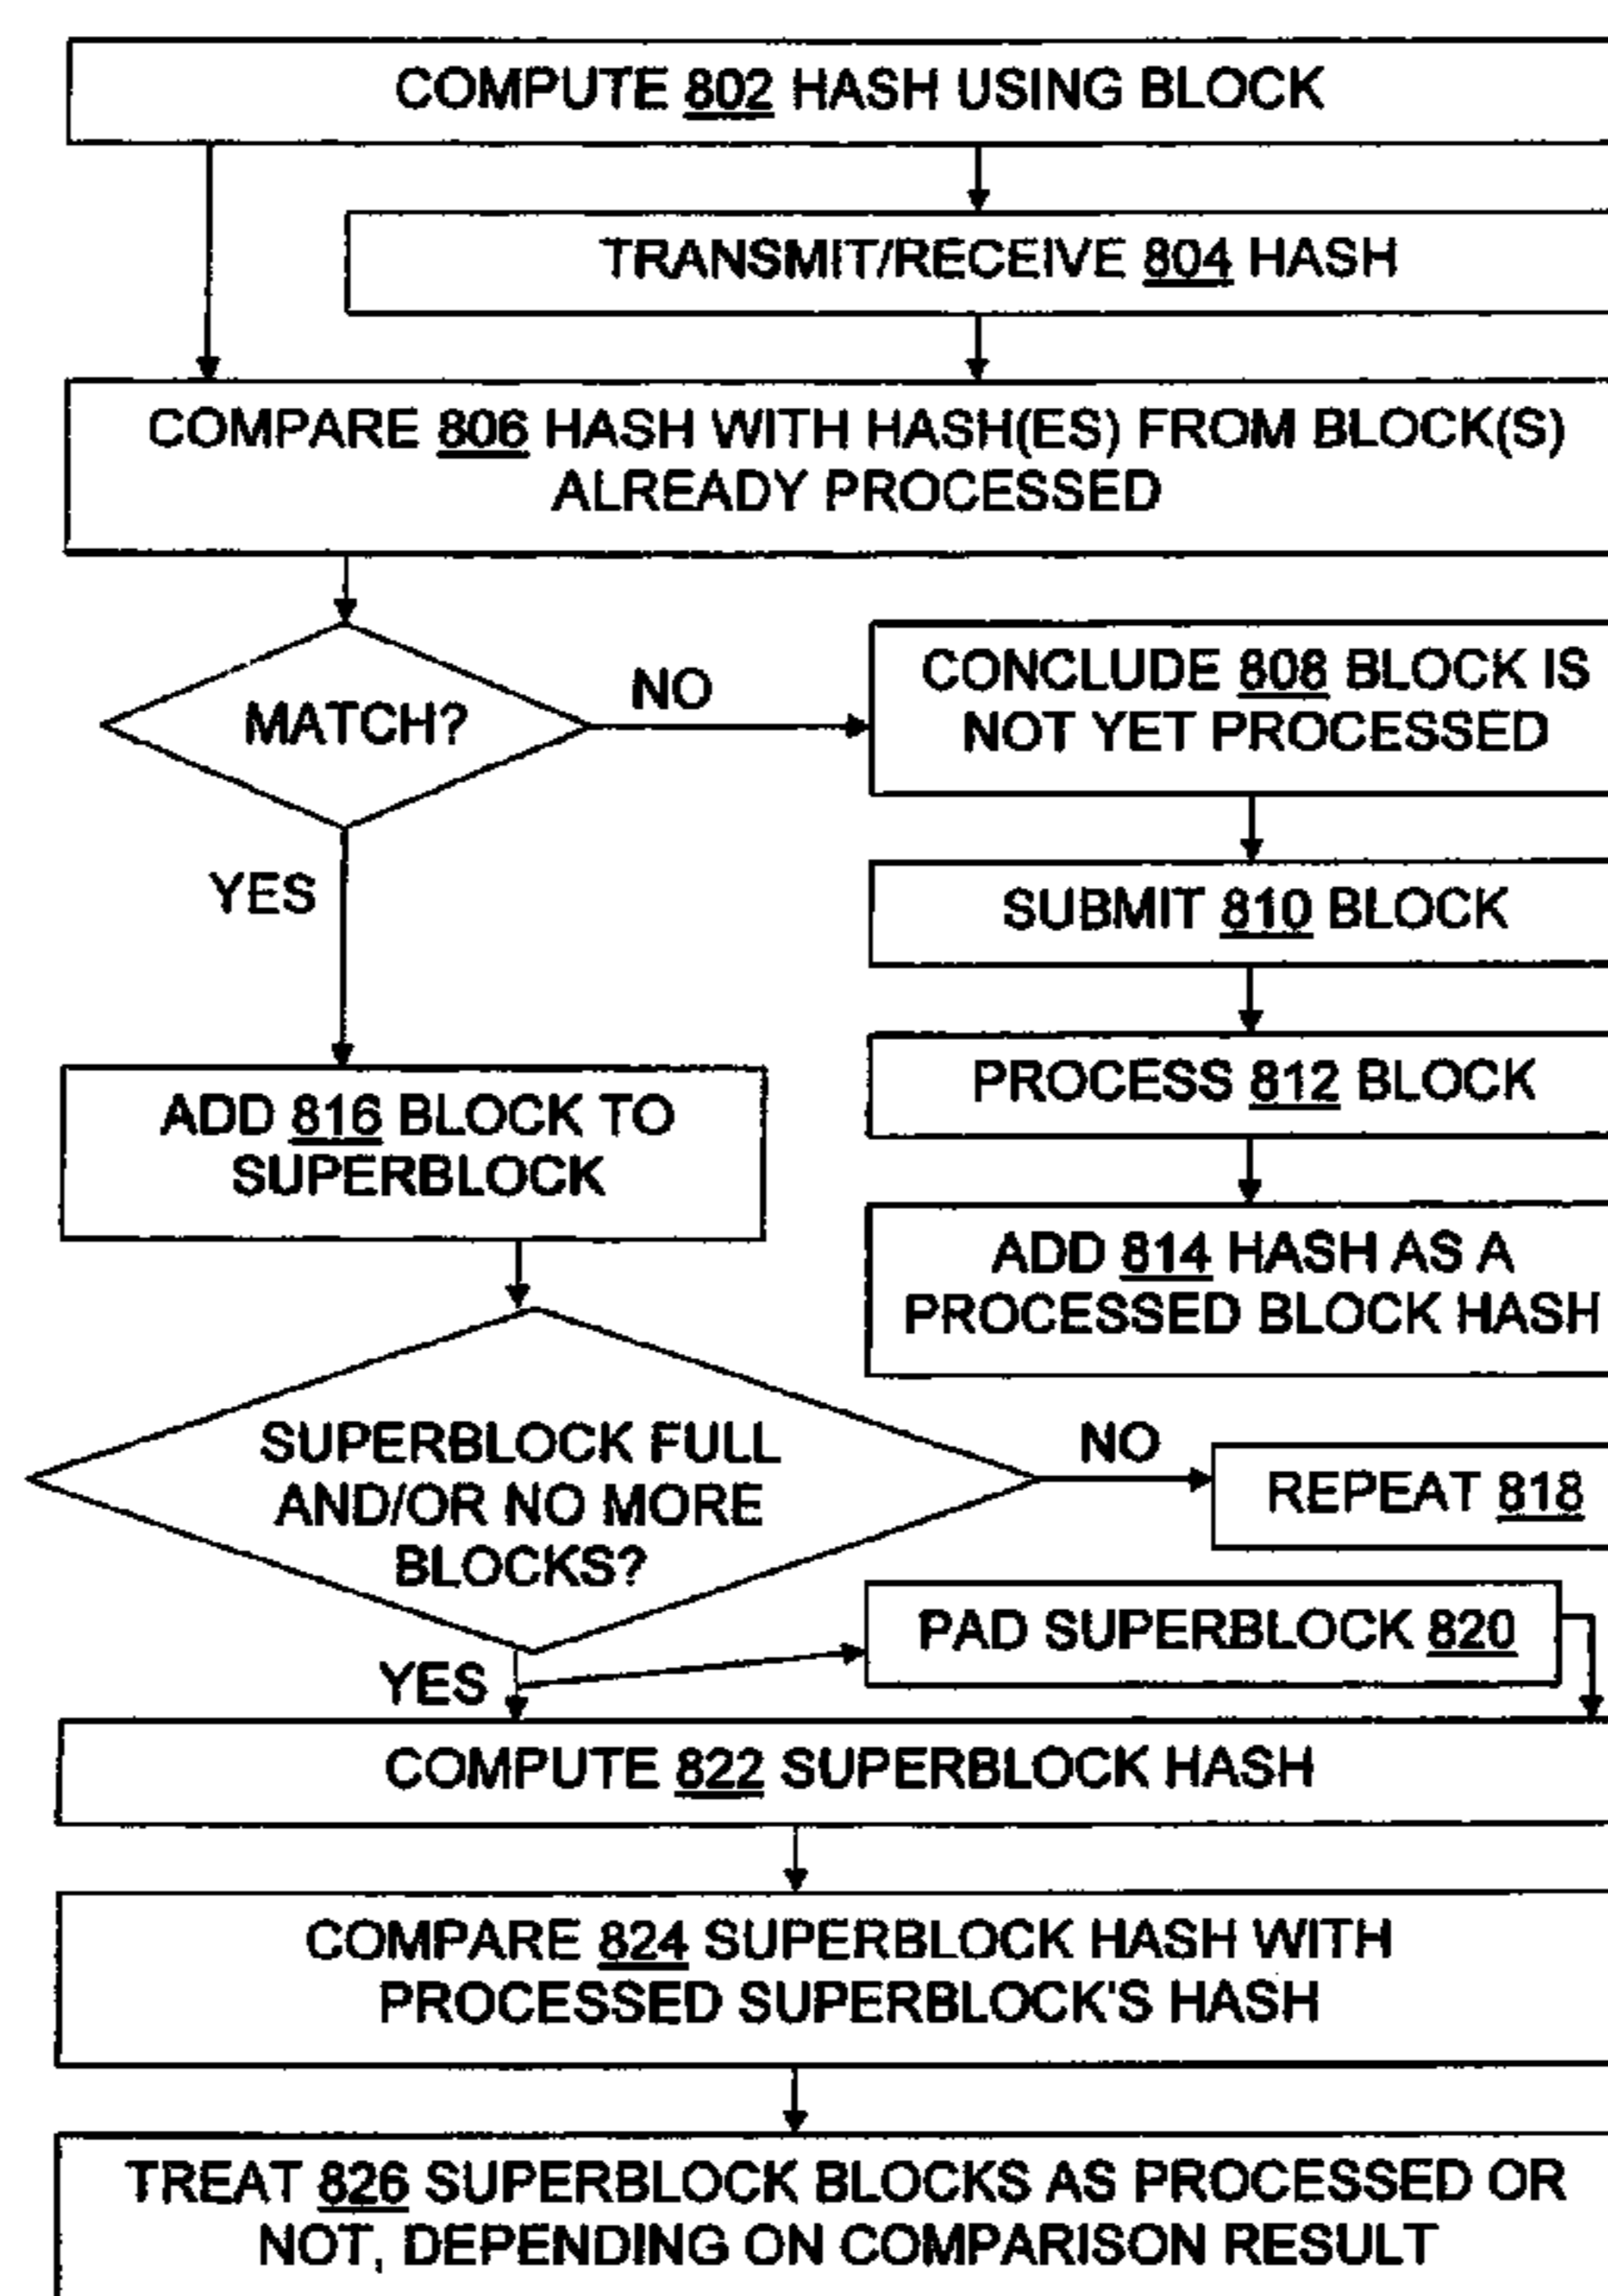 COMPUTE 802 HASH USING BLOCK
TRANSMIT/RECEIVE 804 HASH
COMPARE 806 HASH WITH HASH(ES) FROM BLOCK(S)
ALREADY PROCESSED
MATCH?
NO
CONCLUDE 808 BLOCK IS
NOT YET PROCESSED
YES
SUBMIT 810 BLOCK
PROCESS 812 BLOCK
ADD 816 BLOCK TO
SUPERBLOCK
ADD 814 HASH AS A
PROCESSED BLOCK HASH
SUPERBLOCK FULL
AND/OR NO MORE
BLOCKS?
NO
REPEAT 818
PAD SUPERBLOCK 820
YES
COMPUTE 822 SUPERBLOCK HASH
COMPARE 824 SUPERBLOCK HASH WITH
PROCESSED SUPERBLOCK'S HASH
TREAT 826 SUPERBLOCK BLOCKS AS PROCESSED OR
NOT, DEPENDING ON COMPARISON RESULT